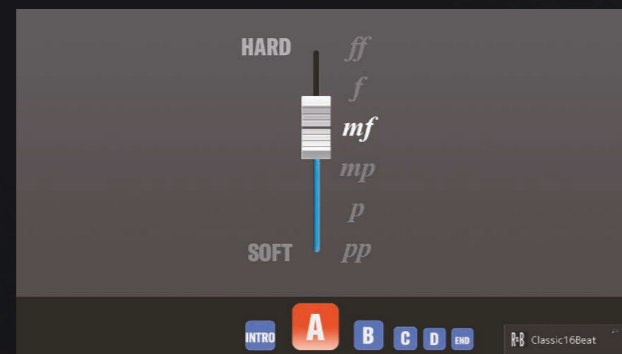 HARD
ff
f
mf
mp
p
SOFT
pp
INTRO
A
B
C
D
END
R&B Classic16Beat